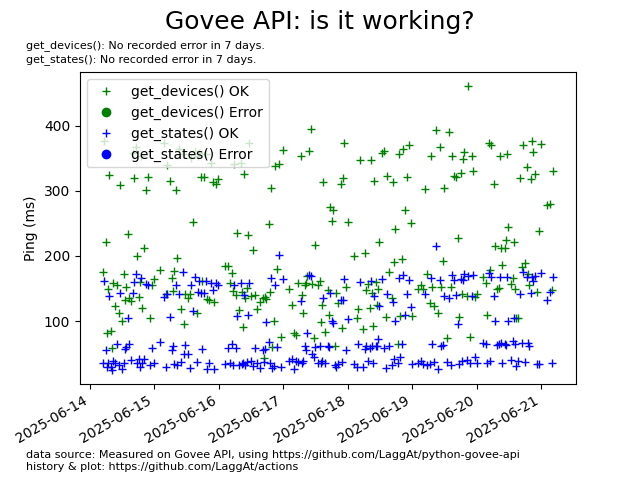 Govee API: is it working?
get_devices(): No recorded error in 7 days.
get_states(): No recorded error in 7 days.
get_devices() OK
get_devices() Error
get_states() OK
get_states() Error
Ping (ms)
400
300
200
100
2025-06-14
2025-06-15
2025-06-16
2025-06-17
2025-06-18
2025-06-19
2025-06-20
2025-06-21
data source: Measured on Govee API, using https://github.com/LaggAt/python-govee-api
history & plot: https://github.com/LaggAt/actions